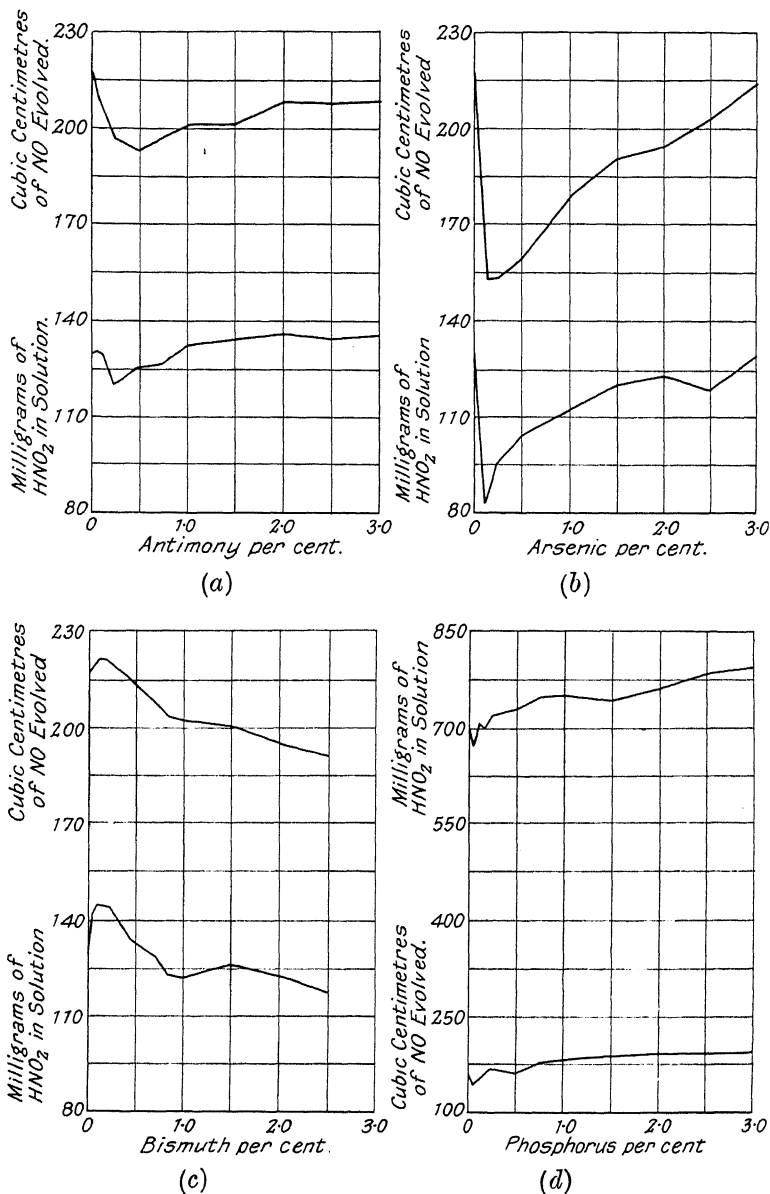 Cubic Centimetres
of NO Evolved.
230
200
170
Milligrams of
HNO₂ in Solution.
140
110
80
0 1·0 2·0 3·0
Antimony per cent.
(a)
Cubic Centimetres
of NO Evolved
230
200
170
Milligrams of
HNO₂ in Solution
140
110
80
0 1·0 2·0 3·0
Arsenic per cent.
(b)
Cubic Centimetres
of NO Evolved
230
200
170
Milligrams of
HNO₂ in Solution
140
110
80
0 1·0 2·0 3·0
Bismuth per cent.
(c)
Milligrams of
HNO₂ in Solution
850
700
550
Cubic Centimetres
of NO Evolved.
400
250
100
0 1·0 2·0 3·0
Phosphorus per cent
(d)